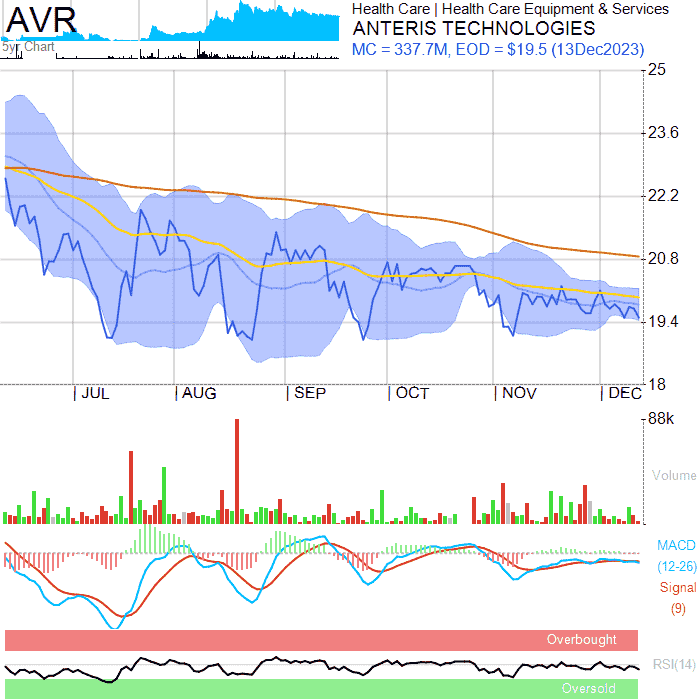 AVR
5yr Chart
Health Care | Health Care Equipment & Services
ANTERIS TECHNOLOGIES
MC = 337.7M, EOD = $19.5 (13Dec2023)
25
23.6
22.2
20.8
19.4
18
| JUL | AUG | SEP | OCT | NOV | DEC
88k
Volume
MACD
(12-26)
Signal
(9)
Overbought
RSI(14)
Oversold